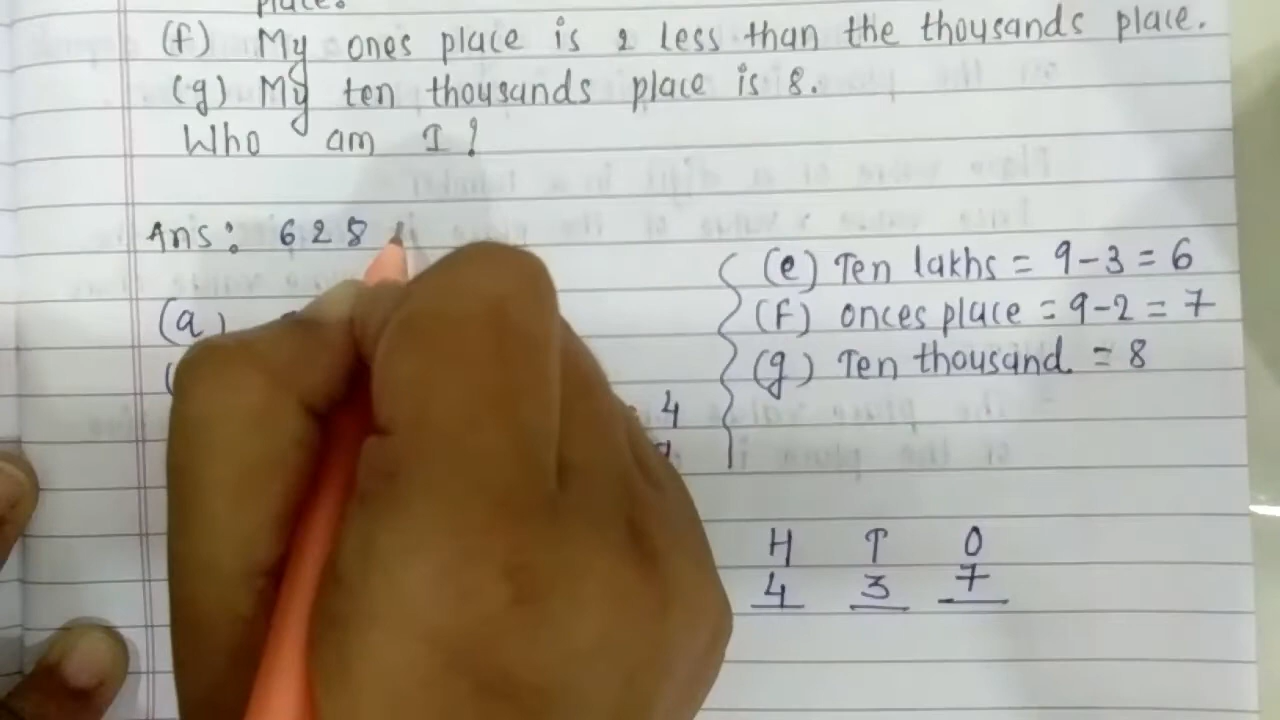 place.
(f) My ones place is 2 less than the thousands place.
(g) My ten thousands place is 8.
Who am I?
Ans: 6 2 8
(a)
(
4
(e) Ten lakhs = 9-3 = 6
(f) onces place = 9-2 = 7
(g) Ten thousand = 8
H T O
4 3 7